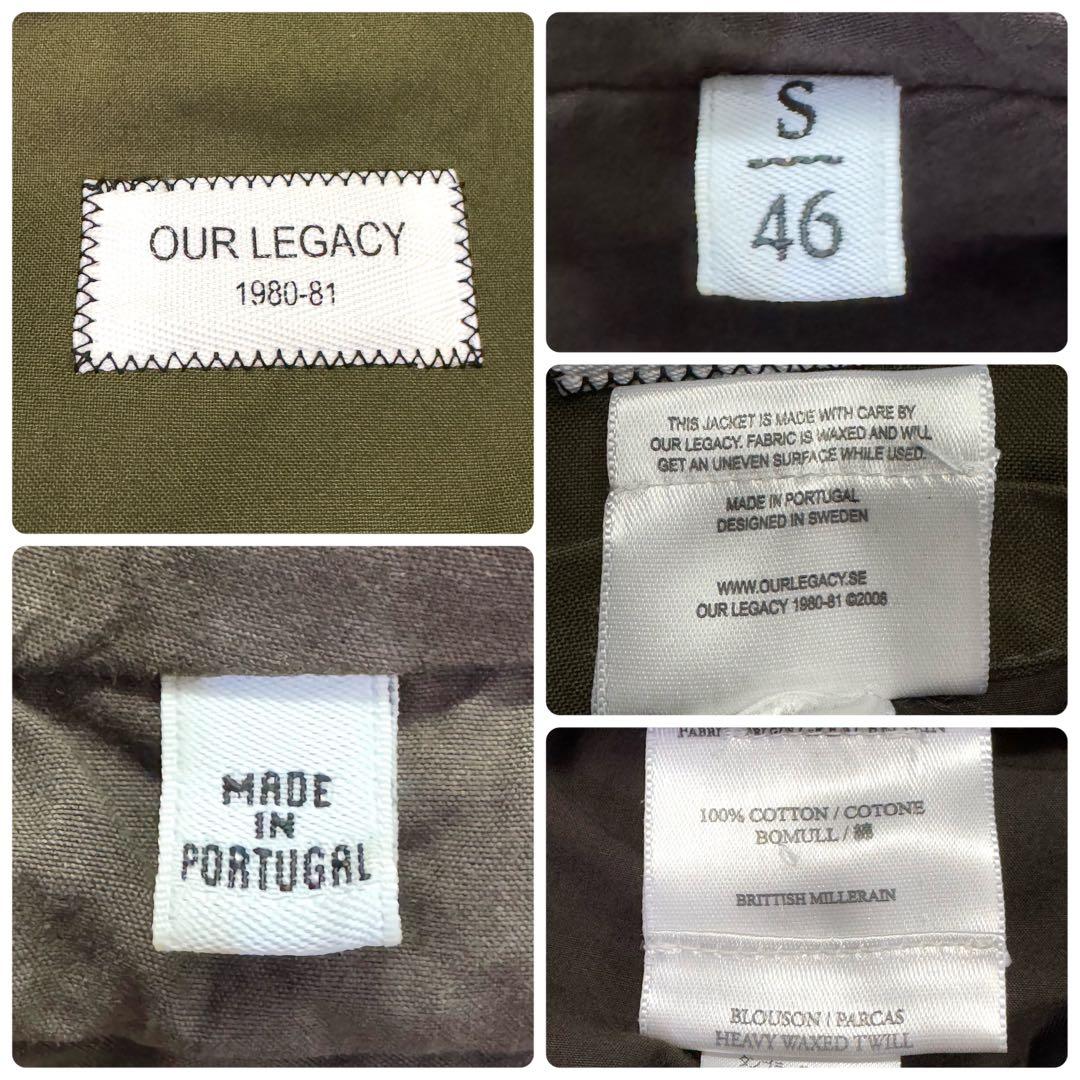 OUR LEGACY
1980-81
S
46
THIS JACKET IS MADE WITH CARE BY
OUR LEGACY. FABRIC IS WAXED AND WILL
GET AN UNEVEN SURFACE WHILE USED.
MADE IN PORTUGAL
DESIGNED IN SWEDEN
WWW.OURLEGACY.SE
OUR LEGACY 1980-81 ©2008
MADE
IN
PORTUGAL
100% COTTON / COTONE
BOMULL / 綿
BRITTISH MILLERAIN
BLOUSON / PARCAS
HEAVY WAXED TWILL